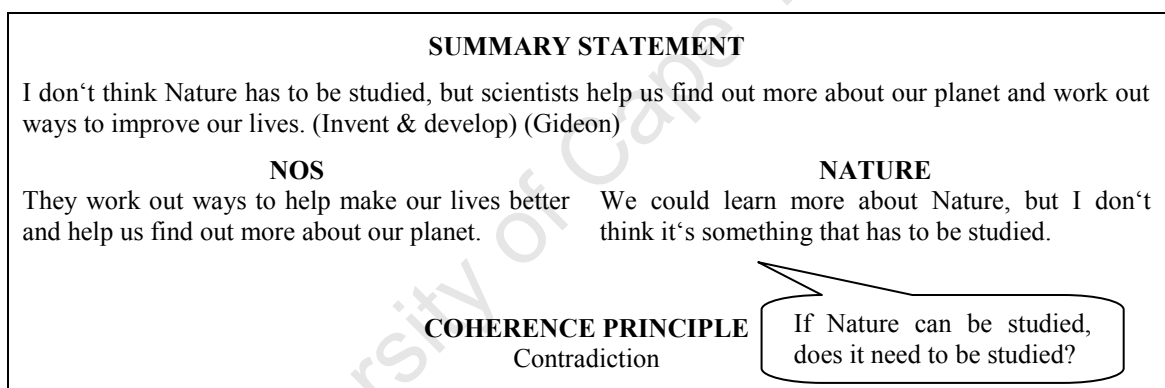 SUMMARY STATEMENT
I don‘t think Nature has to be studied, but scientists help us find out more about our planet and work out
ways to improve our lives. (Invent & develop) (Gideon)
NOS
They work out ways to help make our lives better
and help us find out more about our planet.
NATURE
We could learn more about Nature, but I don‘t
think it‘s something that has to be studied.
COHERENCE PRINCIPLE
Contradiction
If Nature can be studied,
does it need to be studied?
ersity of Cape